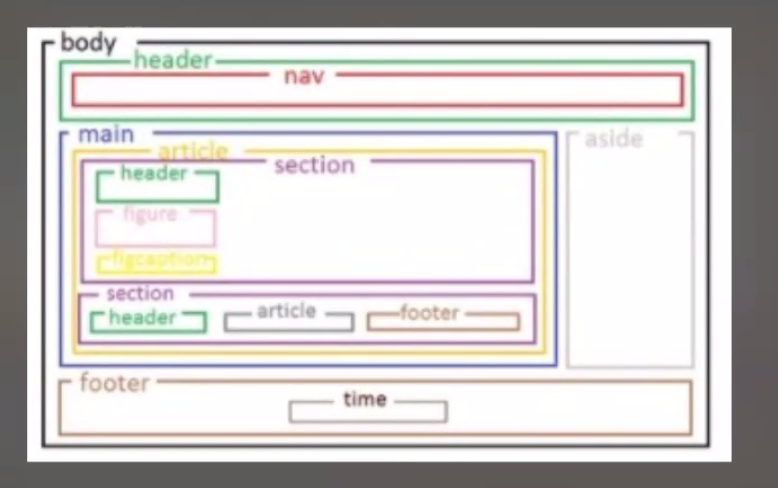 body
header
nav
main
aside
article
section
header
figure
figcaption
section
header article footer
footer
time